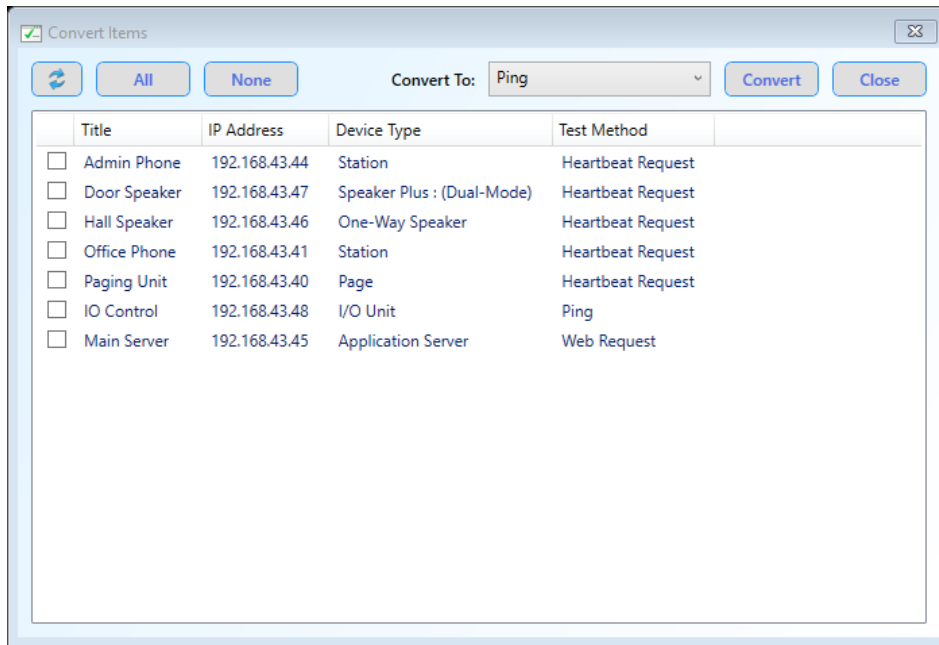 Convert Items
All None Convert To: Ping Convert Close
Title IP Address Device Type Test Method
Admin Phone 192.168.43.44 Station Heartbeat Request
Door Speaker 192.168.43.47 Speaker Plus : (Dual-Mode) Heartbeat Request
Hall Speaker 192.168.43.46 One-Way Speaker Heartbeat Request
Office Phone 192.168.43.41 Station Heartbeat Request
Paging Unit 192.168.43.40 Page Heartbeat Request
IO Control 192.168.43.48 I/O Unit Ping
Main Server 192.168.43.45 Application Server Web Request